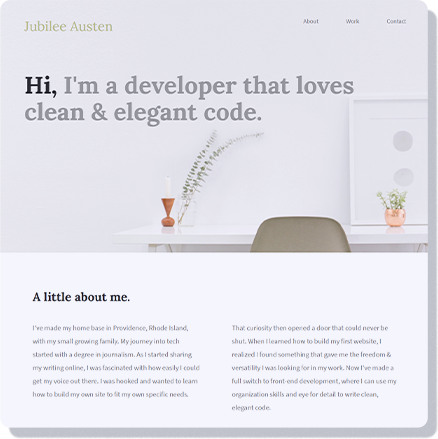 Jubilee Austen
About Work Contact
Hi, I'm a developer that loves
clean & elegant code.
A little about me.
I've made my home base in Providence, Rhode Island,
with my small growing family. My journey into tech
started with a degree in journalism. As I started sharing
my writing online, I was fascinated with how easily I could
get my voice out there. I was hooked and wanted to learn
how to build my own site to fit my own specific needs.
That curiosity then opened a door that could never be
shut. When I learned how to build my first website, I
realized I found something that gave me the freedom &
versatility I was looking for in my work. Now I've made a
full switch to front-end development, where I can use my
organization skills and eye for detail to write clean,
elegant code.